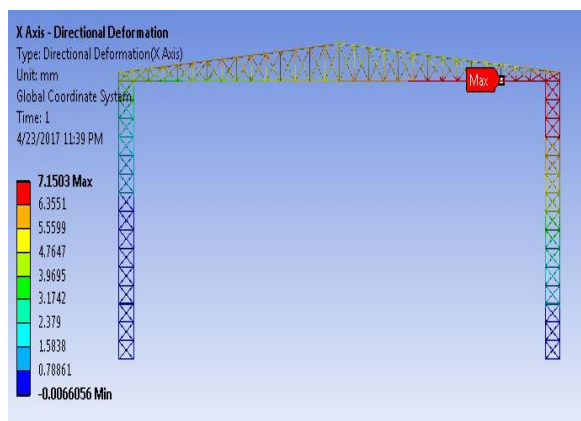 X Axis - Directional Deformation
Type: Directional Deformation(X Axis)
Unit: mm
Global Coordinate System
Time: 1
4/23/2017 11:39 PM
Max
7.1503 Max
6.3551
5.5599
4.7647
3.9695
3.1742
2.379
1.5838
0.78861
-0.0066056 Min